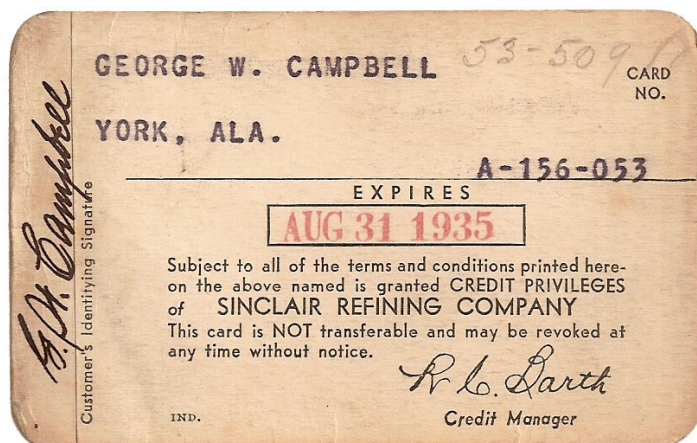 GEORGE W. CAMPBELL
53-509
CARD
NO.
YORK, ALA.
A-156-053
EXPIRES
AUG 31 1935
Subject to all of the terms and conditions printed here-
on the above named is granted CREDIT PRIVILEGES
of SINCLAIR REFINING COMPANY
This card is NOT transferable and may be revoked at
any time without notice.
R C. Barth
IND.
Credit Manager
G. W. Campbell
Customer's Identifying Signature